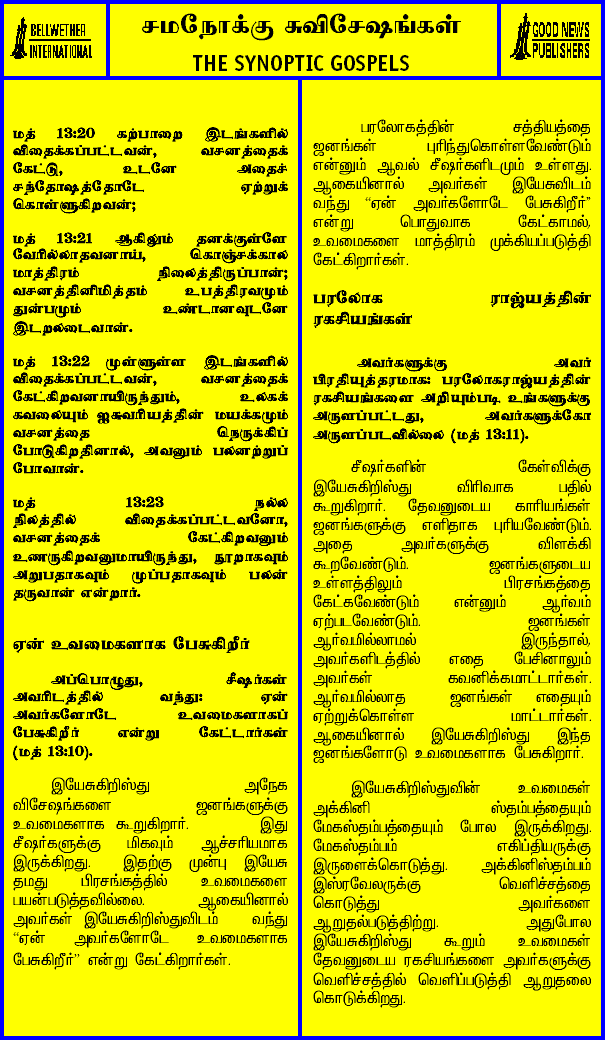 BELLWETHER
INTERNATIONAL
சமநோக்கு சுவிசேஷங்கள்
THE SYNOPTIC GOSPELS
GOOD NEWS
PUBLISHERS
மத் 13:20 கற்பாறை இடங்களில்
விதைக்கப்பட்டவன், வசனத்தைக்
கேட்டு, உடனே அதைச்
சந்தோஷத்தோடே ஏற்றுக்
கொள்ளுகிறவன்;
மத் 13:21 ஆகிலும் தனக்குள்ளே
வேரில்லாதவனாய், கொஞ்சக்கால
மாத்திரம் நிலைத்திருப்பான்;
வசனத்தினிமித்தம் உபத்திரவமும்
துன்பமும் உண்டானவுடனே
இடறலடைவான்.
மத் 13:22 முள்ளுள்ள இடங்களில்
விதைக்கப்பட்டவன், வசனத்தைக்
கேட்கிறவனாயிருந்தும், உலகக்
கவலையும் ஐசுவரியத்தின் மயக்கமும்
வசனத்தை நெருக்கிப்
போடுகிறதினால், அவனும் பலனற்றுப்
போவான்.
மத் 13:23 நல்ல
நிலத்தில் விதைக்கப்பட்டவனோ,
வசனத்தைக் கேட்கிறவனும்
உணருகிறவனுமாயிருந்து, நூறாகவும்
அறுபதாகவும் முப்பதாகவும் பலன்
தருவான் என்றார்.
ஏன் உவமைகளாக பேசுகிறீர்
அப்பொழுது, சீஷர்கள்
அவரிடத்தில் வந்து: ஏன்
அவர்களோடே உவமைகளாகப்
பேசுகிறீர் என்று கேட்டார்கள்
(மத் 13:10).
இயேசுகிறிஸ்து அநேக
விசேஷங்களை ஜனங்களுக்கு
உவமைகளாக கூறுகிறார். இது
சீஷர்களுக்கு மிகவும் ஆச்சரியமாக
இருக்கிறது. இதற்கு முன்பு இயேசு
தமது பிரசங்கத்தில் உவமைகளை
பயன்படுத்தவில்லை. ஆகையினால்
அவர்கள் இயேசுகிறிஸ்துவிடம் வந்து
“ஏன் அவர்களோடே உவமைகளாக
பேசுகிறீர்” என்று கேட்கிறார்கள்.
பரலோகத்தின் சத்தியத்தை
ஜனங்கள் புரிந்துகொள்ளவேண்டும்
என்னும் ஆவல் சீஷர்களிடமும் உள்ளது.
ஆகையினால் அவர்கள் இயேசுவிடம்
வந்து “ஏன் அவர்களோடே பேசுகிறீர்”
என்று பொதுவாக கேட்காமல்,
உவமைகளை மாத்திரம் முக்கியப்படுத்தி
கேட்கிறார்கள்.
பரலோக ராஜ்யத்தின்
ரகசியங்கள்
அவர்களுக்கு அவர்
பிரதியுத்தரமாக: பரலோகராஜ்யத்தின்
ரகசியங்களை அறியும்படி உங்களுக்கு
அருளப்பட்டது, அவர்களுக்கோ
அருளப்படவில்லை (மத் 13:11).
சீஷர்களின் கேள்விக்கு
இயேசுகிறிஸ்து விரிவாக பதில்
கூறுகிறார். தேவனுடைய காரியங்கள்
ஜனங்களுக்கு எளிதாக புரியவேண்டும்.
அதை அவர்களுக்கு விளக்கி
கூறவேண்டும். ஜனங்களுடைய
உள்ளத்திலும் பிரசங்கத்தை
கேட்கவேண்டும் என்னும் ஆர்வம்
ஏற்படவேண்டும். ஜனங்கள்
ஆர்வமில்லாமல் இருந்தால்,
அவர்களிடத்தில் எதை பேசினாலும்
அவர்கள் கவனிக்கமாட்டார்கள்.
ஆர்வமில்லாத ஜனங்கள் எதையும்
ஏற்றுக்கொள்ள மாட்டார்கள்.
ஆகையினால் இயேசுகிறிஸ்து இந்த
ஜனங்களோடு உவமைகளாக பேசுகிறார்.
இயேசுகிறிஸ்துவின் உவமைகள்
அக்கினி ஸ்தம்பத்தையும்
மேகஸ்தம்பத்தையும் போல இருக்கிறது.
மேகஸ்தம்பம் எகிப்தியருக்கு
இருளைக்கொடுத்து. அக்கினிஸ்தம்பம்
இஸ்ரவேலருக்கு வெளிச்சத்தை
கொடுத்து அவர்களை
ஆறுதல்படுத்திற்று. அதுபோல
இயேசுகிறிஸ்து கூறும் உவமைகள்
தேவனுடைய ரகசியங்களை அவர்களுக்கு
வெளிச்சத்தில் வெளிப்படுத்தி ஆறுதலை
கொடுக்கிறது.